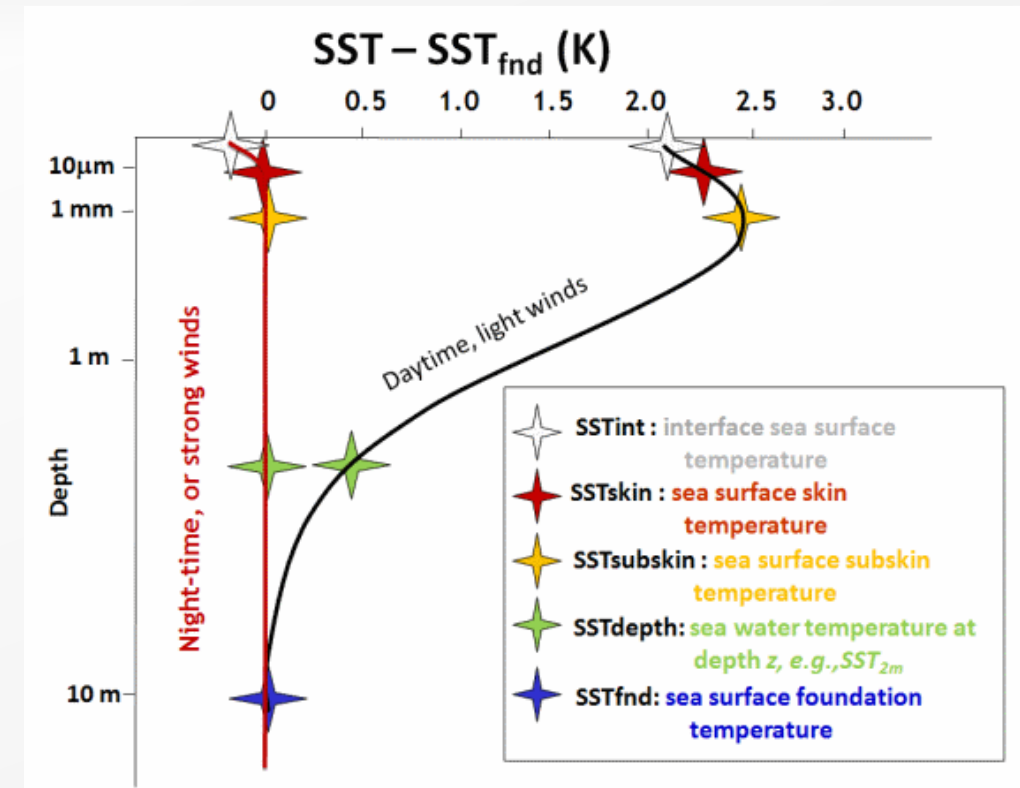 SST – SSTfnd (K)
0 0.5 1.0 1.5 2.0 2.5 3.0
10μm
1 mm
1 m
10 m
Depth
Night-time, or strong winds
Daytime, light winds
SSTint : interface sea surface
temperature
SSTskin : sea surface skin
temperature
SSTsubskin : sea surface subskin
temperature
SSTdepth: sea water temperature at
depth z, e.g.,SST2m
SSTfnd: sea surface foundation
temperature